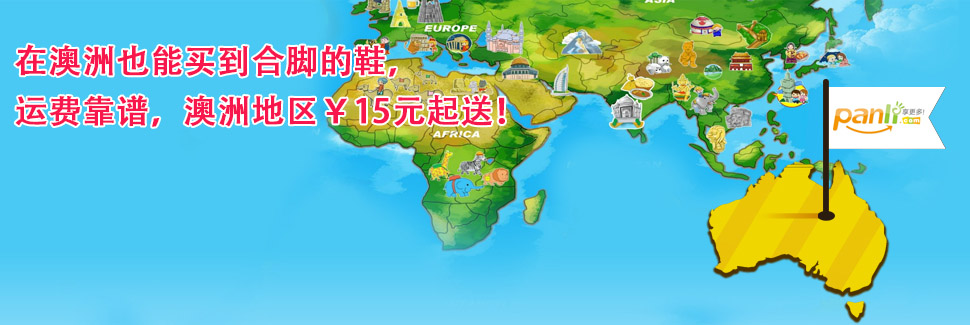 ASIA
EUROPE
在澳洲也能买到合脚的鞋,
运费靠谱，澳洲地区￥15元起送!
AFRICA
panli 享更多!
.com